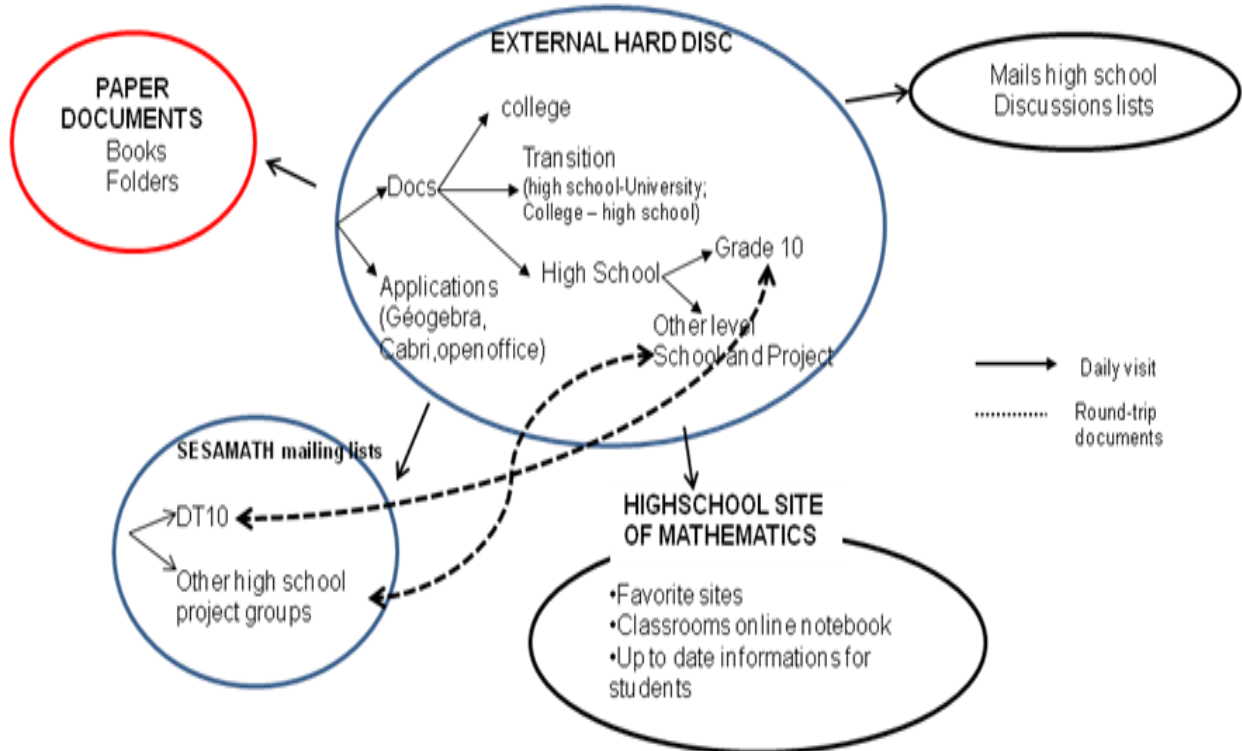 EXTERNAL HARD DISC
PAPER
DOCUMENTS
Books
Folders
Mails high school
Discussions lists
college
Transition
(high school-University;
College – high school)
Docs
High School
Grade 10
Applications
(Géogebra,
Cabri,open office)
Other level
School and Project
Daily visit
Round-trip
documents
SESAMATH mailing lists
DT10
Other high school
project groups
HIGHSCHOOL SITE
OF MATHEMATICS
•Favorite sites
•Classrooms online notebook
•Up to date informations for
students